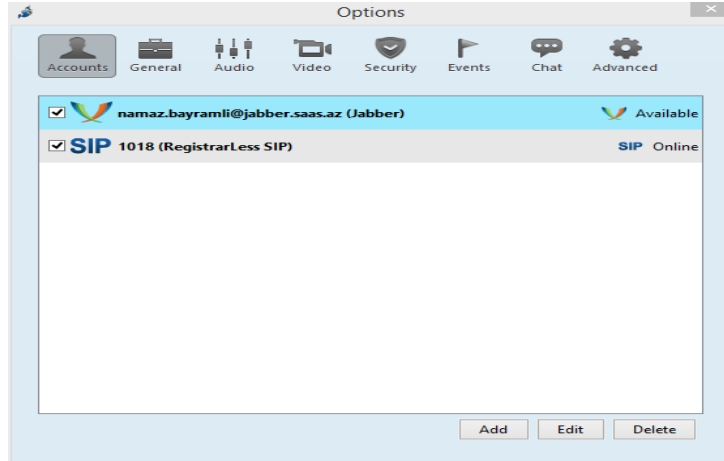 Options
Accounts General Audio Video Security Events Chat Advanced
namaz.bayramli@jabber.saas.az (Jabber) Available
SIP 1018 (RegistrarLess SIP) SIP Online
Add Edit Delete